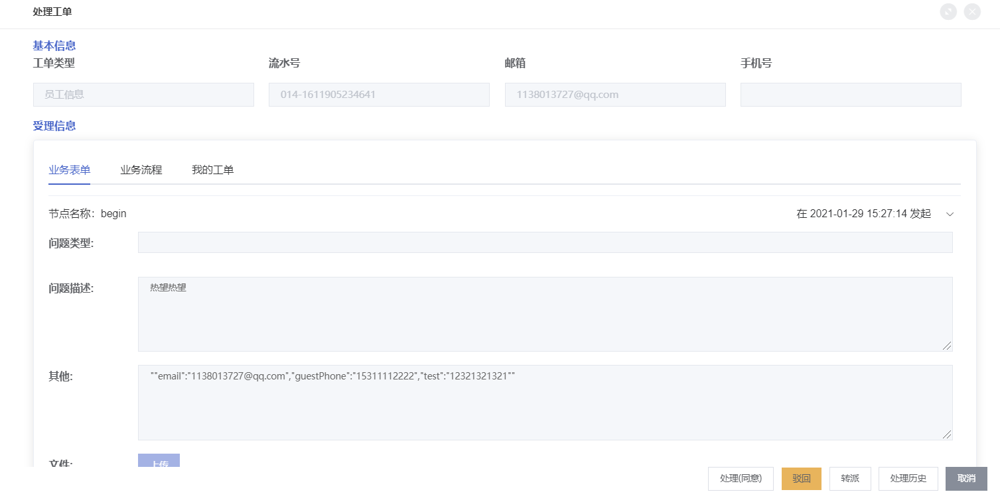 处理工单
基本信息
工单类型 流水号 邮箱 手机号
员工信息 014-1611905234641 1138013727@qq.com
受理信息
业务表单 业务流程 我的工单
节点名称：begin 在 2021-01-29 15:27:14 发起
问题类型:
问题描述: 热望热望
其他: ""email":"1138013727@qq.com","guestPhone":"15311112222","test":"12321321321""
文件: 上传
处理(同意) 驳回 转派 处理历史 取消